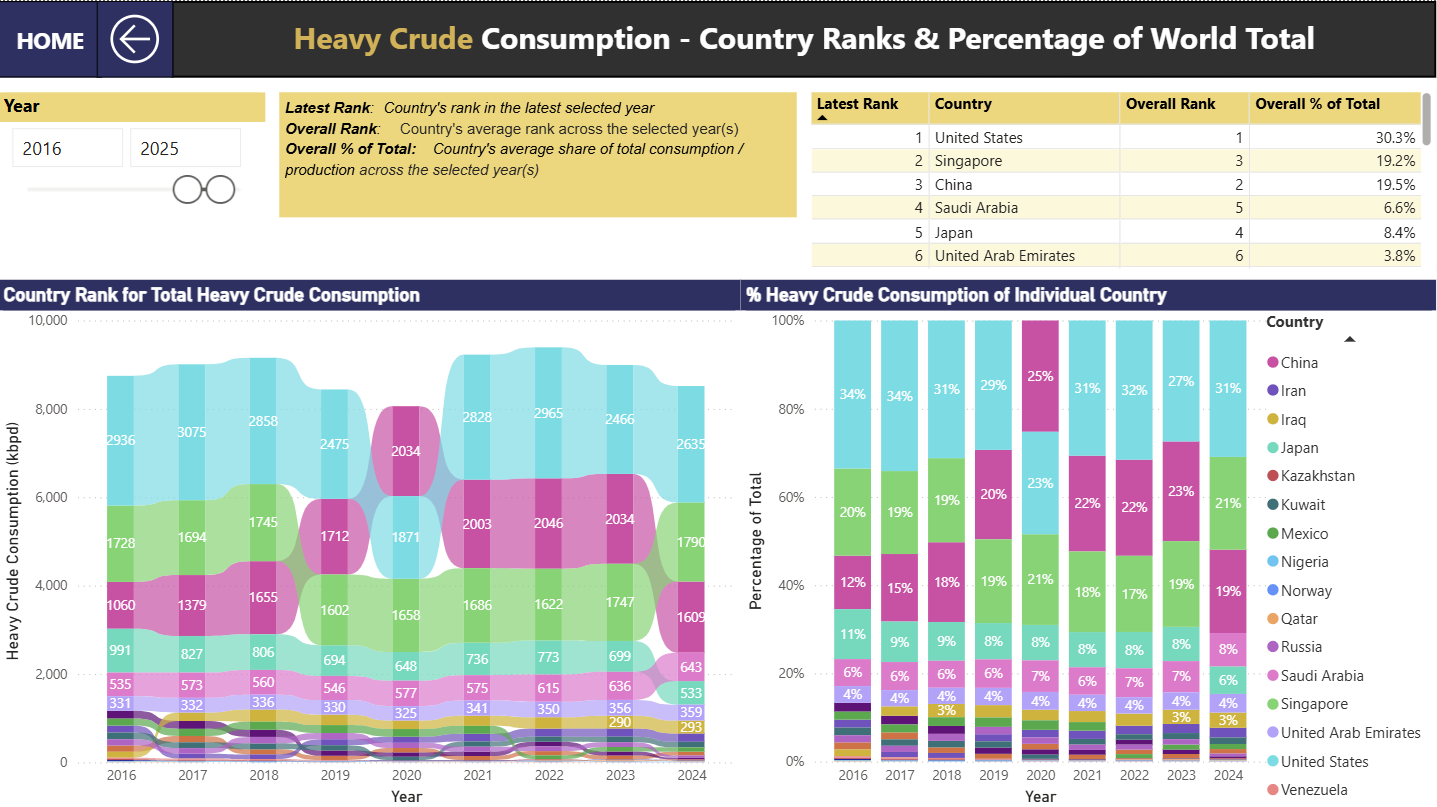 HOME
Heavy Crude Consumption - Country Ranks & Percentage of World Total
Year
2016 2025
Latest Rank: Country's rank in the latest selected year
Overall Rank: Country's average rank across the selected year(s)
Overall % of Total: Country's average share of total consumption /
production across the selected year(s)
Latest Rank Country Overall Rank Overall % of Total
1 United States 1 30.3%
2 Singapore 3 19.2%
3 China 2 19.5%
4 Saudi Arabia 5 6.6%
5 Japan 4 8.4%
6 United Arab Emirates 6 3.8%
Country Rank for Total Heavy Crude Consumption
Heavy Crude Consumption (kbpd)
10,000
8,000
6,000
4,000
2,000
0
2936 3075 2858 2475 2034 2828 2965 2466 2635
1728 1694 1745 1712 1871 2003 2046 2034 1790
1060 1379 1655 1602 1658 1686 1622 1747 1609
991 827 806 694 648 736 773 699 643
535 573 560 546 577 575 615 636 533
331 332 336 330 325 341 350 356 359
290 293
2016 2017 2018 2019 2020 2021 2022 2023 2024
Year
% Heavy Crude Consumption of Individual Country
Percentage of Total
100%
80%
60%
40%
20%
0%
34% 34% 31% 29% 25% 31% 32% 27% 31%
20% 19% 19% 20% 23% 22% 22% 23% 21%
12% 15% 18% 19% 21% 18% 17% 19% 19%
11% 9% 9% 8% 8% 8% 8% 8% 8%
6% 6% 6% 6% 7% 6% 7% 7% 6%
4% 4% 4% 4% 4% 4% 4% 4% 4%
3% 3% 3%
2016 2017 2018 2019 2020 2021 2022 2023 2024
Year
Country
China
Iran
Iraq
Japan
Kazakhstan
Kuwait
Mexico
Nigeria
Norway
Qatar
Russia
Saudi Arabia
Singapore
United Arab Emirates
United States
Venezuela